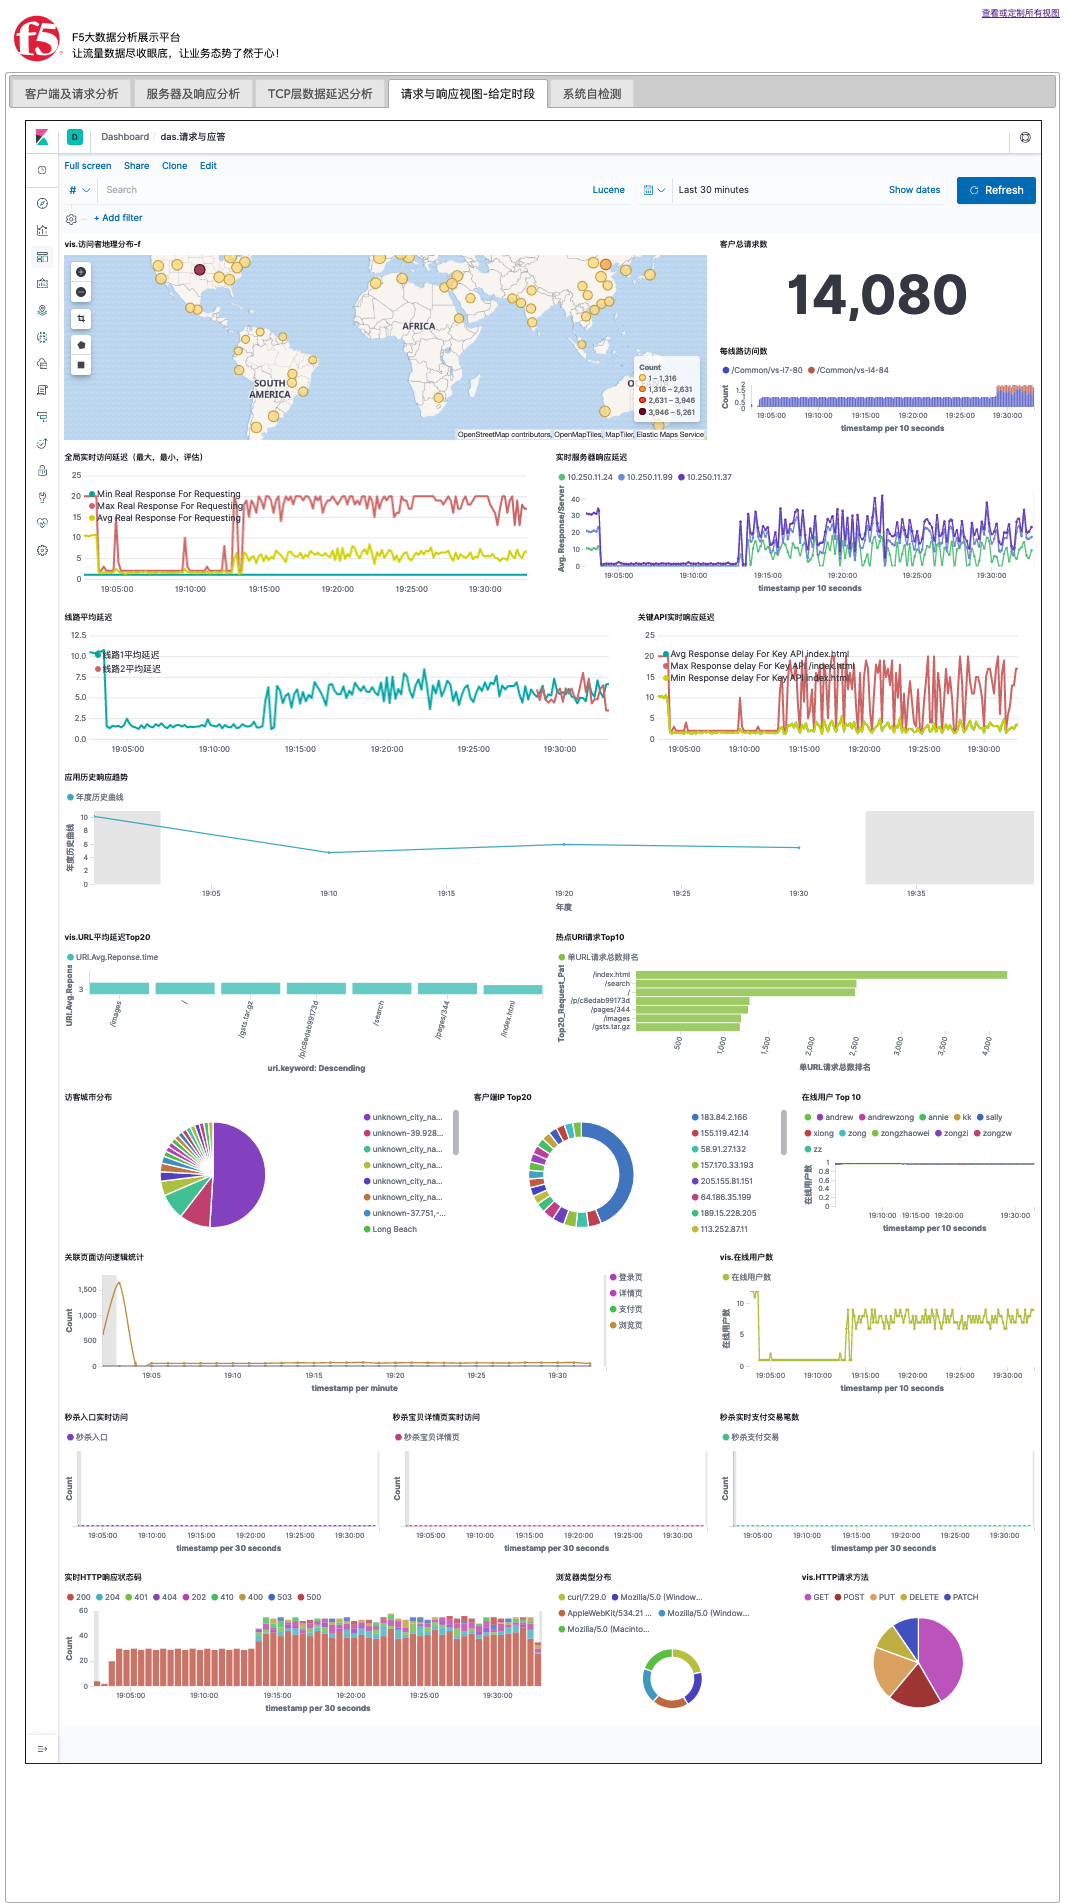 查看或定制所有视图
f5
F5大数据分析展示平台
让流量数据尽收眼底，让业态势了然于心！
客户端及请求分析
服务器及响应分析
TCP层数据延迟分析
请求与响应视图-给定时段
系统自检测
D
Dashboard / das.请求与应答
Full screen Share Clone Edit
#
Search
Lucene
Last 30 minutes
Show dates
Refresh
+ Add filter
vis.访问者地理分布-f
AFRICA
SOUTH
AMERICA
O
Count
1 – 1,316
1,316 – 2,631
2,631 – 3,946
3,946 – 5,261
OpenStreetMap contributors, OpenMapTiles, MapTiler, Elastic Maps Service
客户总请求数
14,080
每线路访问数
/Common/vs-l7-80 /Common/vs-l4-84
Count
2
1.5
1
0.5
0
19:05:00 19:10:00 19:15:00 19:20:00 19:25:00 19:30:00
timestamp per 10 seconds
全局实时访问延迟（最大，最小，评估）
25
20
15
10
5
0
Min Real Response For Requesting
Max Real Response For Requesting
Avg Real Response For Requesting
19:05:00 19:10:00 19:15:00 19:20:00 19:25:00 19:30:00
实时服务器响应延迟
10.250.11.24 10.250.11.99 10.250.11.37
Avg. Response/Server
40
30
20
10
0
19:05:00 19:10:00 19:15:00 19:20:00 19:25:00 19:30:00
timestamp per 10 seconds
线路平均延迟
12.5
10.0
7.5
5.0
2.5
0.0
线路1平均延迟
线路2平均延迟
19:05:00 19:10:00 19:15:00 19:20:00 19:25:00 19:30:00
关键API实时响应延迟
25
20
15
10
5
0
Avg Response delay For Key API index.html
Max Response delay For Key API /index.html
Min Response delay For Key API index.html
19:05:00 19:10:00 19:15:00 19:20:00 19:25:00 19:30:00
应用历史响应趋势
年度历史曲线
年度历史曲线
10
8
6
4
2
0
19:05 19:10 19:15 19:20 19:25 19:30 19:35
年度
vis.URL平均延迟Top20
URI.Avg.Reponse.time
URI.Avg.Repons
3
/images
/
/gsts.tar.gz
/p/c8edab99173d
/search
/pages/344
/index.html
uri.keyword: Descending
热点URI请求Top10
单URL请求总数排名
Top20_Request_Pat
/index.html
/search
/
/p/c8edab99173d
/pages/344
/images
/gsts.tar.gz
500 1,000 1,500 2,000 2,500 3,000 3,500 4,000
单URL请求总数排名
访客城市分布
unknown_city_na...
unknown-39.928...
unknown_city_na...
unknown_city_na...
unknown_city_na...
unknown_city_na...
unknown-37.751,-...
Long Beach
客户端IP Top20
183.84.2.166
155.119.42.14
58.91.27.132
157.170.33.193
205.155.81.151
64.186.35.199
189.15.228.205
113.252.87.11
在线用户 Top 10
andrew andrewzong annie kk sally
xiong zong zongzhaowei zongzi zongzw
zz
在线用户数
1
0.8
0.6
0.4
0.2
0
19:10:00 19:15:00 19:20:00 19:30:00
timestamp per 10 seconds
关联页面访问逻辑统计
Count
1,500
1,000
500
0
19:05 19:10 19:15 19:20 19:25 19:30
timestamp per minute
登录页
详情页
支付页
浏览页
vis.在线用户数
在线用户数
在线用户数
10
5
0
19:05:00 19:10:00 19:15:00 19:20:00 19:25:00 19:30:00
timestamp per 10 seconds
秒杀入口实时访问
秒杀入口
Count
19:05:00 19:10:00 19:15:00 19:20:00 19:25:00 19:30:00
timestamp per 30 seconds
秒杀宝贝详情页实时访问
秒杀宝贝详情页
Count
19:05:00 19:10:00 19:15:00 19:20:00 19:25:00 19:30:00
timestamp per 30 seconds
秒杀实时支付交易笔数
秒杀支付交易
Count
19:05:00 19:10:00 19:15:00 19:20:00 19:25:00 19:30:00
timestamp per 30 seconds
实时HTTP响应状态码
200 204 401 404 202 410 400 503 500
Count
60
40
20
0
19:05:00 19:10:00 19:15:00 19:20:00 19:25:00 19:30:00
timestamp per 30 seconds
浏览器类型分布
curl/7.29.0 Mozilla/5.0 (Window...
AppleWebKit/534.21 ... Mozilla/5.0 (Window...
Mozilla/5.0 (Macinto...
vis.HTTP请求方法
GET POST PUT DELETE PATCH